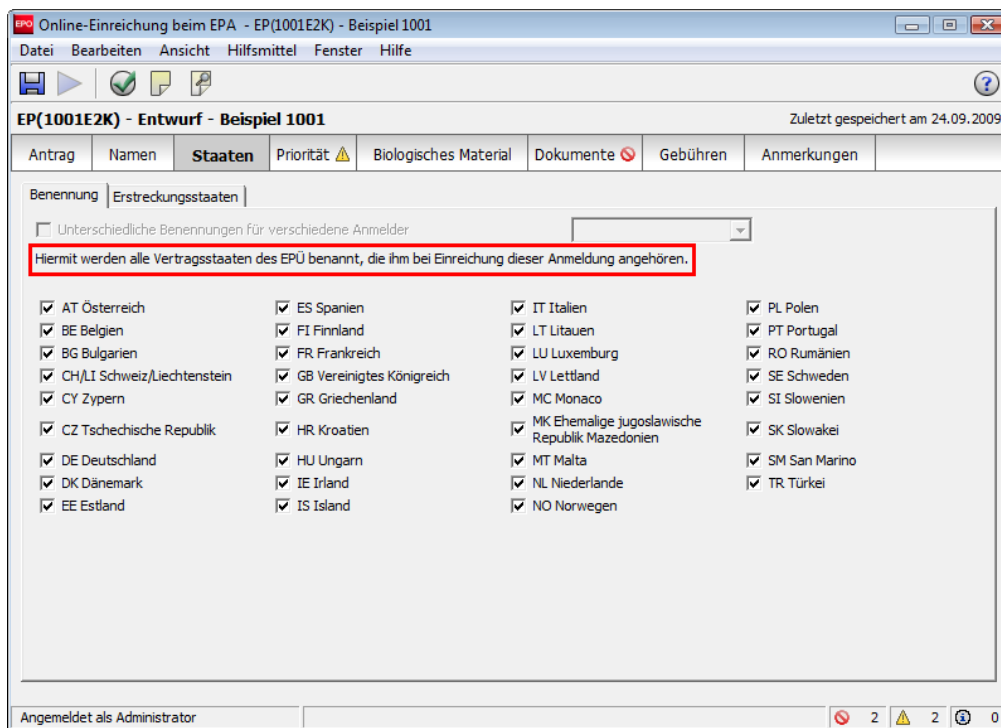 EPO Online-Einreichung beim EPA - EP(1001E2K) - Beispiel 1001
Datei Bearbeiten Ansicht Hilfsmittel Fenster Hilfe
EP(1001E2K) - Entwurf - Beispiel 1001 Zuletzt gespeichert am 24.09.2009
Antrag Namen Staaten Priorität Biologisches Material Dokumente Gebühren Anmerkungen
Benennung Erstreckungsstaaten
Unterschiedliche Benennungen für verschiedene Anmelder
Hiermit werden alle Vertragsstaaten des EPÜ benannt, die ihm bei Einreichung dieser Anmeldung angehören.
AT Österreich ES Spanien IT Italien PL Polen
BE Belgien FI Finnland LT Litauen PT Portugal
BG Bulgarien FR Frankreich LU Luxemburg RO Rumänien
CH/LI Schweiz/Liechtenstein GB Vereinigtes Königreich LV Lettland SE Schweden
CY Zypern GR Griechenland MC Monaco SI Slowenien
CZ Tschechische Republik HR Kroatien MK Ehemalige jugoslawische Republik Mazedonien SK Slowakei
DE Deutschland HU Ungarn MT Malta SM San Marino
DK Dänemark IE Irland NL Niederlande TR Türkei
EE Estland IS Island NO Norwegen
Angemeldet als Administrator 2 2 0